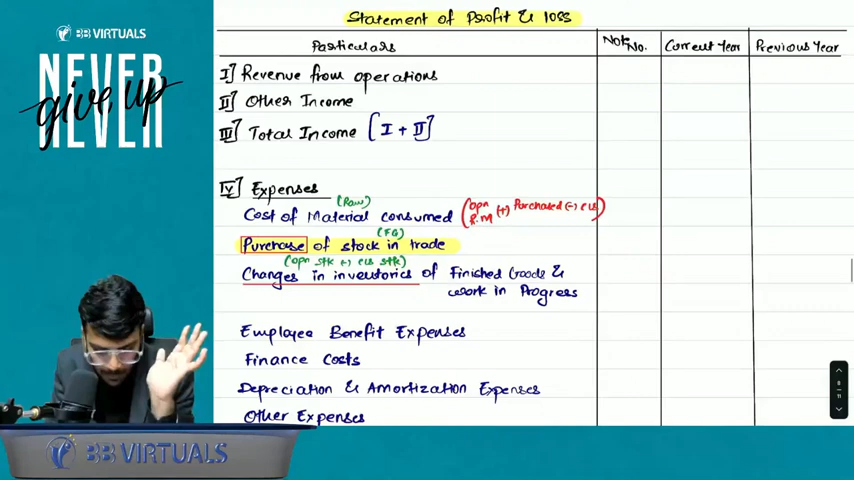 BB VIRTUALS
NEVER
give up
NEVER
Statement of Profit & loss
Particulars
Note No.
Current Year
Previous Year
I] Revenue from operations
II] Other Income
III] Total Income [I + II]
IV] Expenses
(Raw)
Cost of Material consumed (opn R.M (+) Purchased (-) cls)
(FG)
Purchase of stock in trade
(opn stk (-) cls stk)
Changes in inventories of Finished Goods &
work in Progress
Employee Benefit Expenses
Finance Costs
Depreciation & Amortization Expenses
Other Expenses
BB VIRTUALS